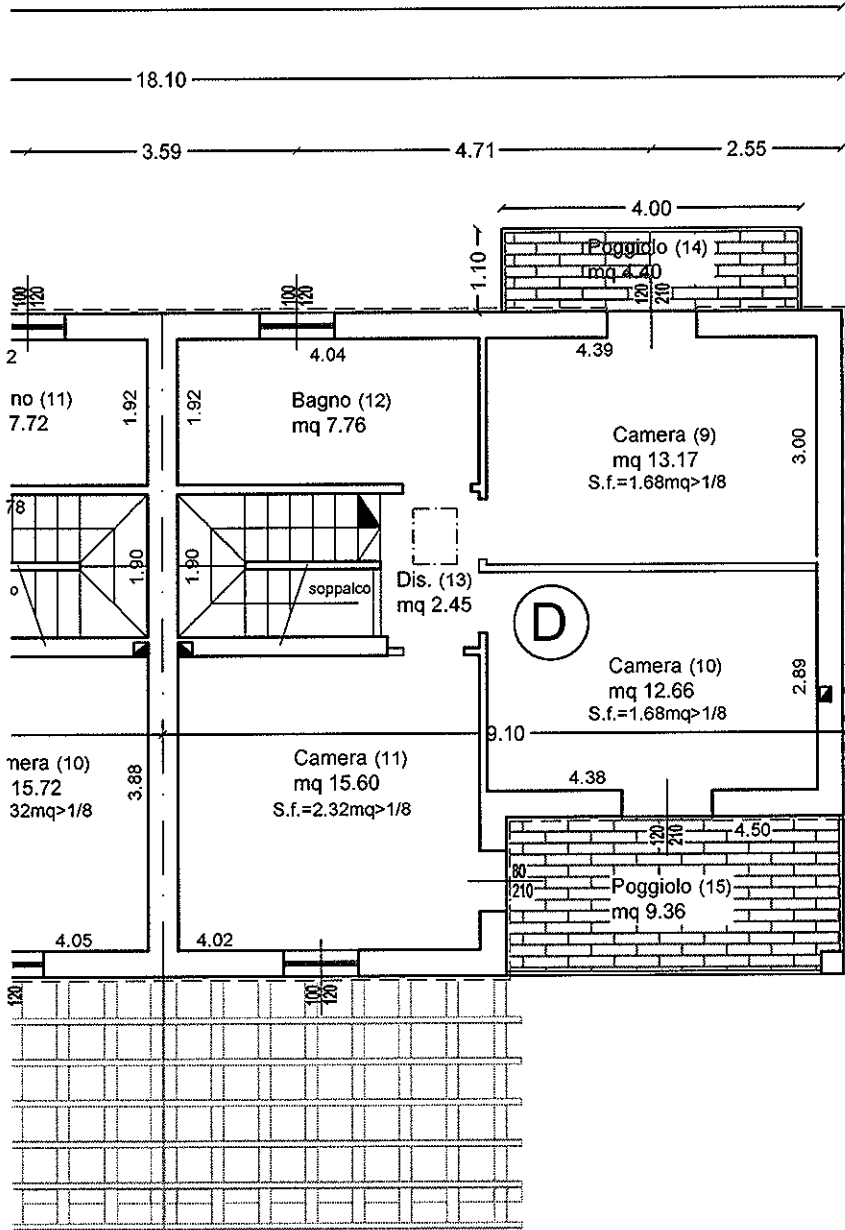 18.10
3.59
4.71
2.55
4.00
Poggiolo (14)
mq 4.40
1.10
120
210
100
120
100
120
2
4.04
4.39
no (11)
7.72
1.92
1.92
Bagno (12)
mq 7.76
Camera (9)
mq 13.17
S.f.=1.68mq>1/8
3.00
78
1.90
1.90
o
soppalco
Dis. (13)
mq 2.45
D
Camera (10)
mq 12.66
S.f.=1.68mq>1/8
2.89
9.10
mera (10)
15.72
32mq>1/8
3.88
Camera (11)
mq 15.60
S.f.=2.32mq>1/8
4.38
120
210
4.50
80
210
Poggiolo (15)
mq 9.36
4.05
4.02
120
100
120